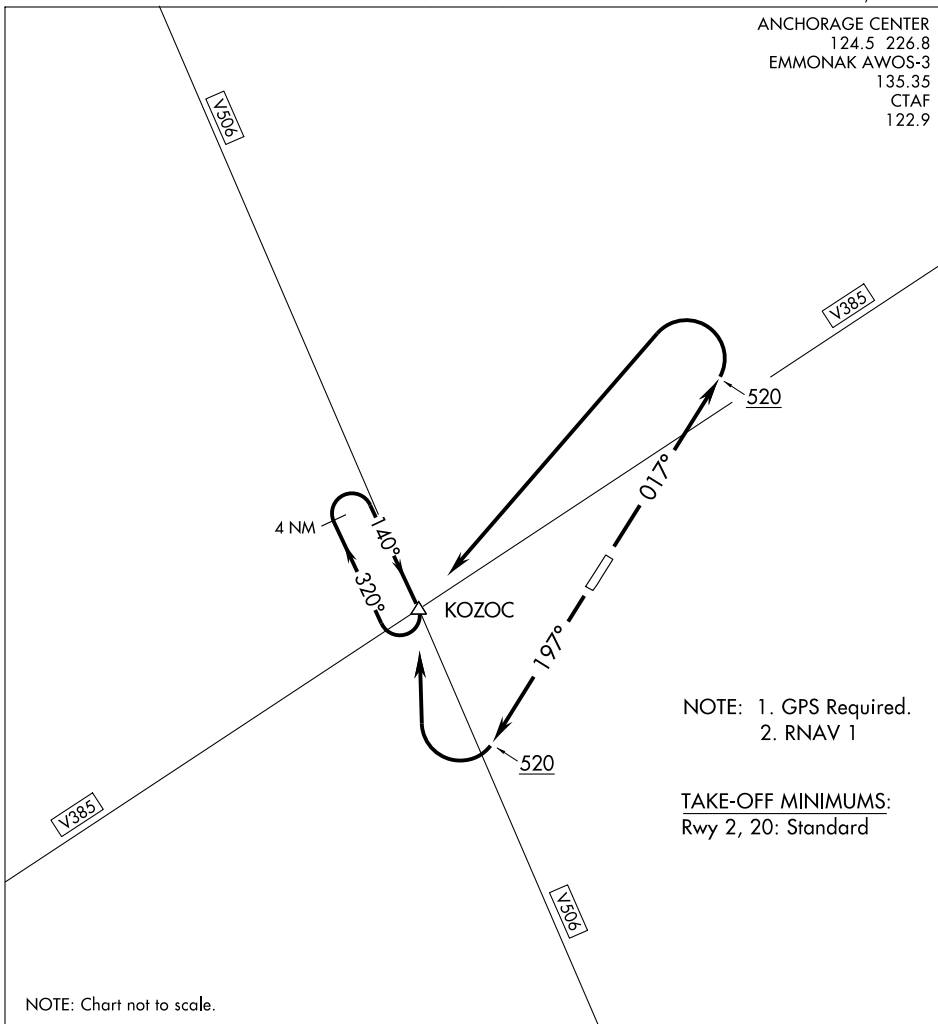 ANCHORAGE CENTER
124.5 226.8
EMMONAK AWOS-3
135.35
CTAF
122.9
V506
V385
520
017°
4 NM
140°
320°
KOZOC
197°
NOTE: 1. GPS Required.
2. RNAV 1
520
TAKE-OFF MINIMUMS:
Rwy 2, 20: Standard
V385
V506
NOTE: Chart not to scale.